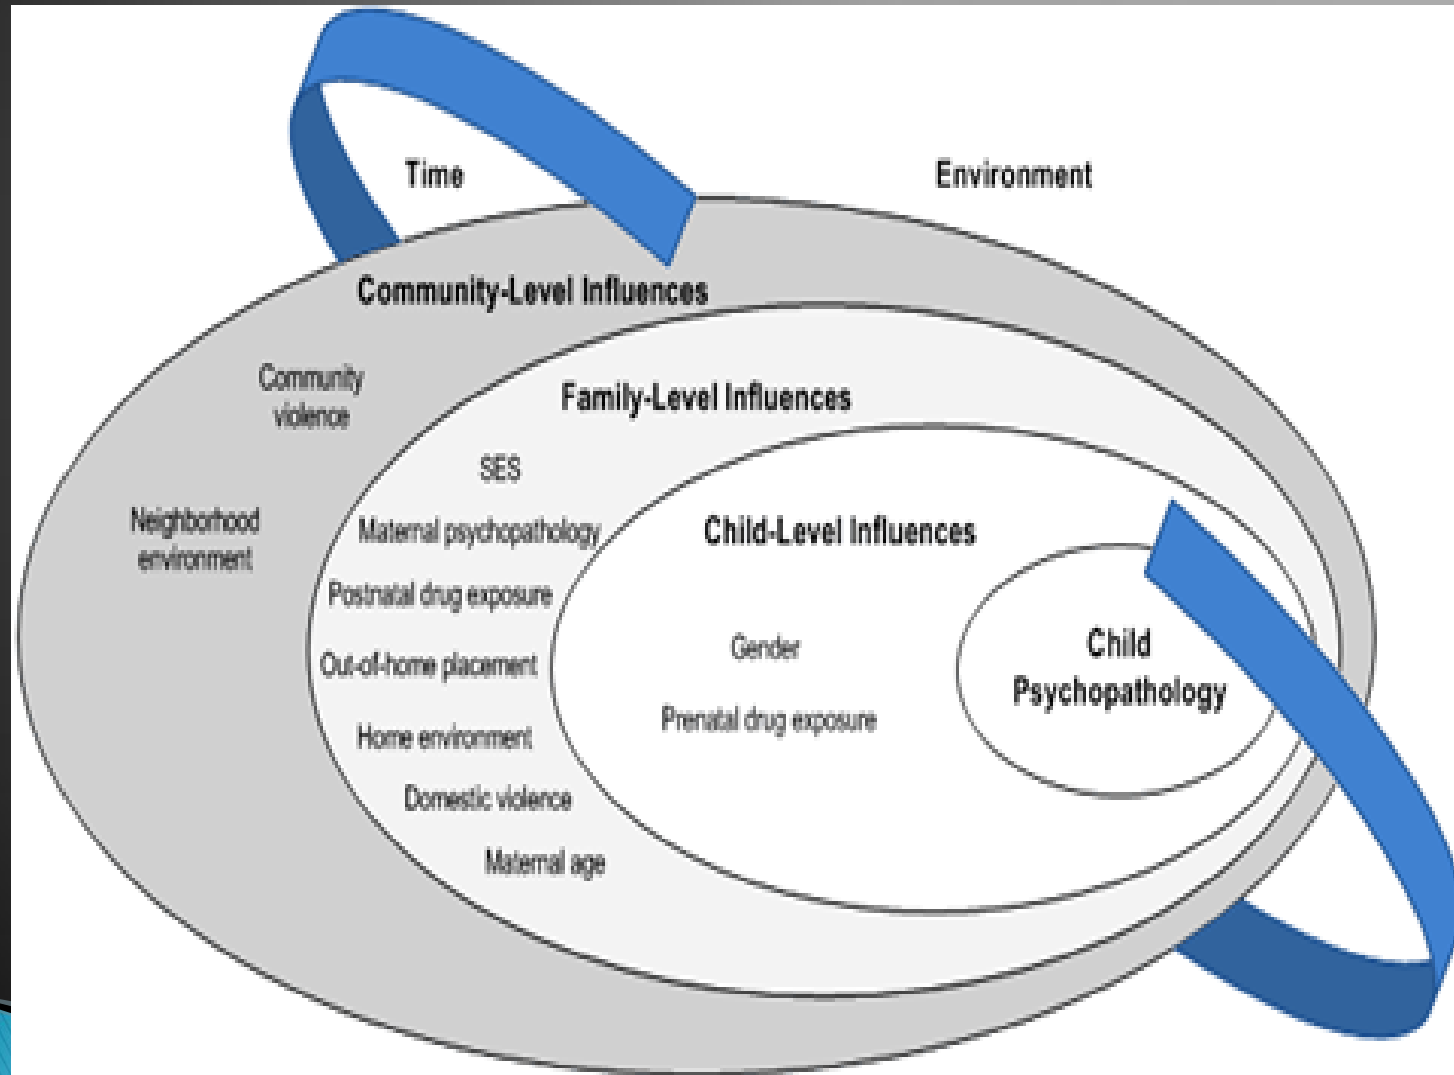 Time
Environment
Community-Level Influences
Community
violence
Neighborhood
environment
Family-Level Influences
SES
Maternal psychopathology
Postnatal drug exposure
Out-of-home placement
Home environment
Domestic violence
Maternal age
Child-Level Influences
Gender
Prenatal drug exposure
Child
Psychopathology